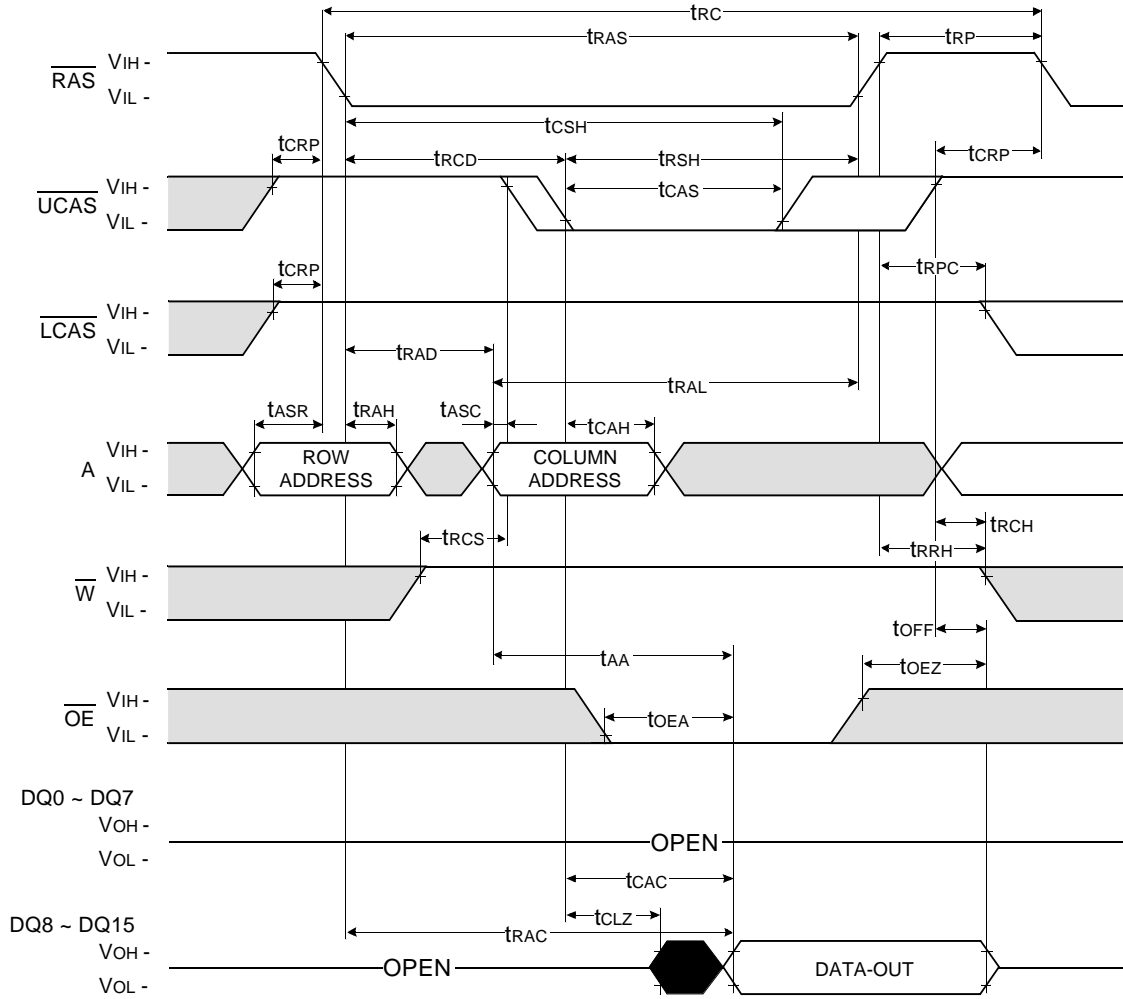 tRC
tRAS
tRP
RAS
VIH -
VIL -
tCSH
tCRP
tRCD
tRSH
tCRP
UCAS
VIH -
VIL -
tCAS
tCRP
tRPC
LCAS
VIH -
VIL -
tRAD
tRAL
tASR
tRAH
tASC
tCAH
A
VIH -
VIL -
ROW
ADDRESS
COLUMN
ADDRESS
tRCS
tRCH
tRRH
W
VIH -
VIL -
tOFF
tAA
tOEZ
OE
VIH -
VIL -
tOEA
DQ0 ~ DQ7
VOH -
VOL -
OPEN
tCAC
tCLZ
tRAC
DQ8 ~ DQ15
VOH -
VOL -
OPEN
DATA-OUT